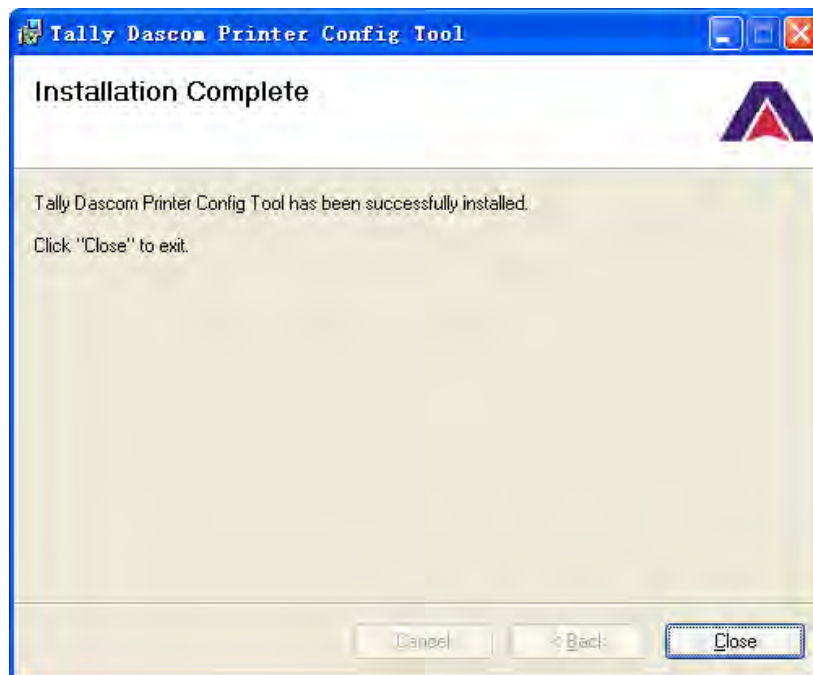 Tally Dascom Printer Config Tool
Installation Complete
Tally Dascom Printer Config Tool has been successfully installed.
Click "Close" to exit.
Cancel
< Back
Close